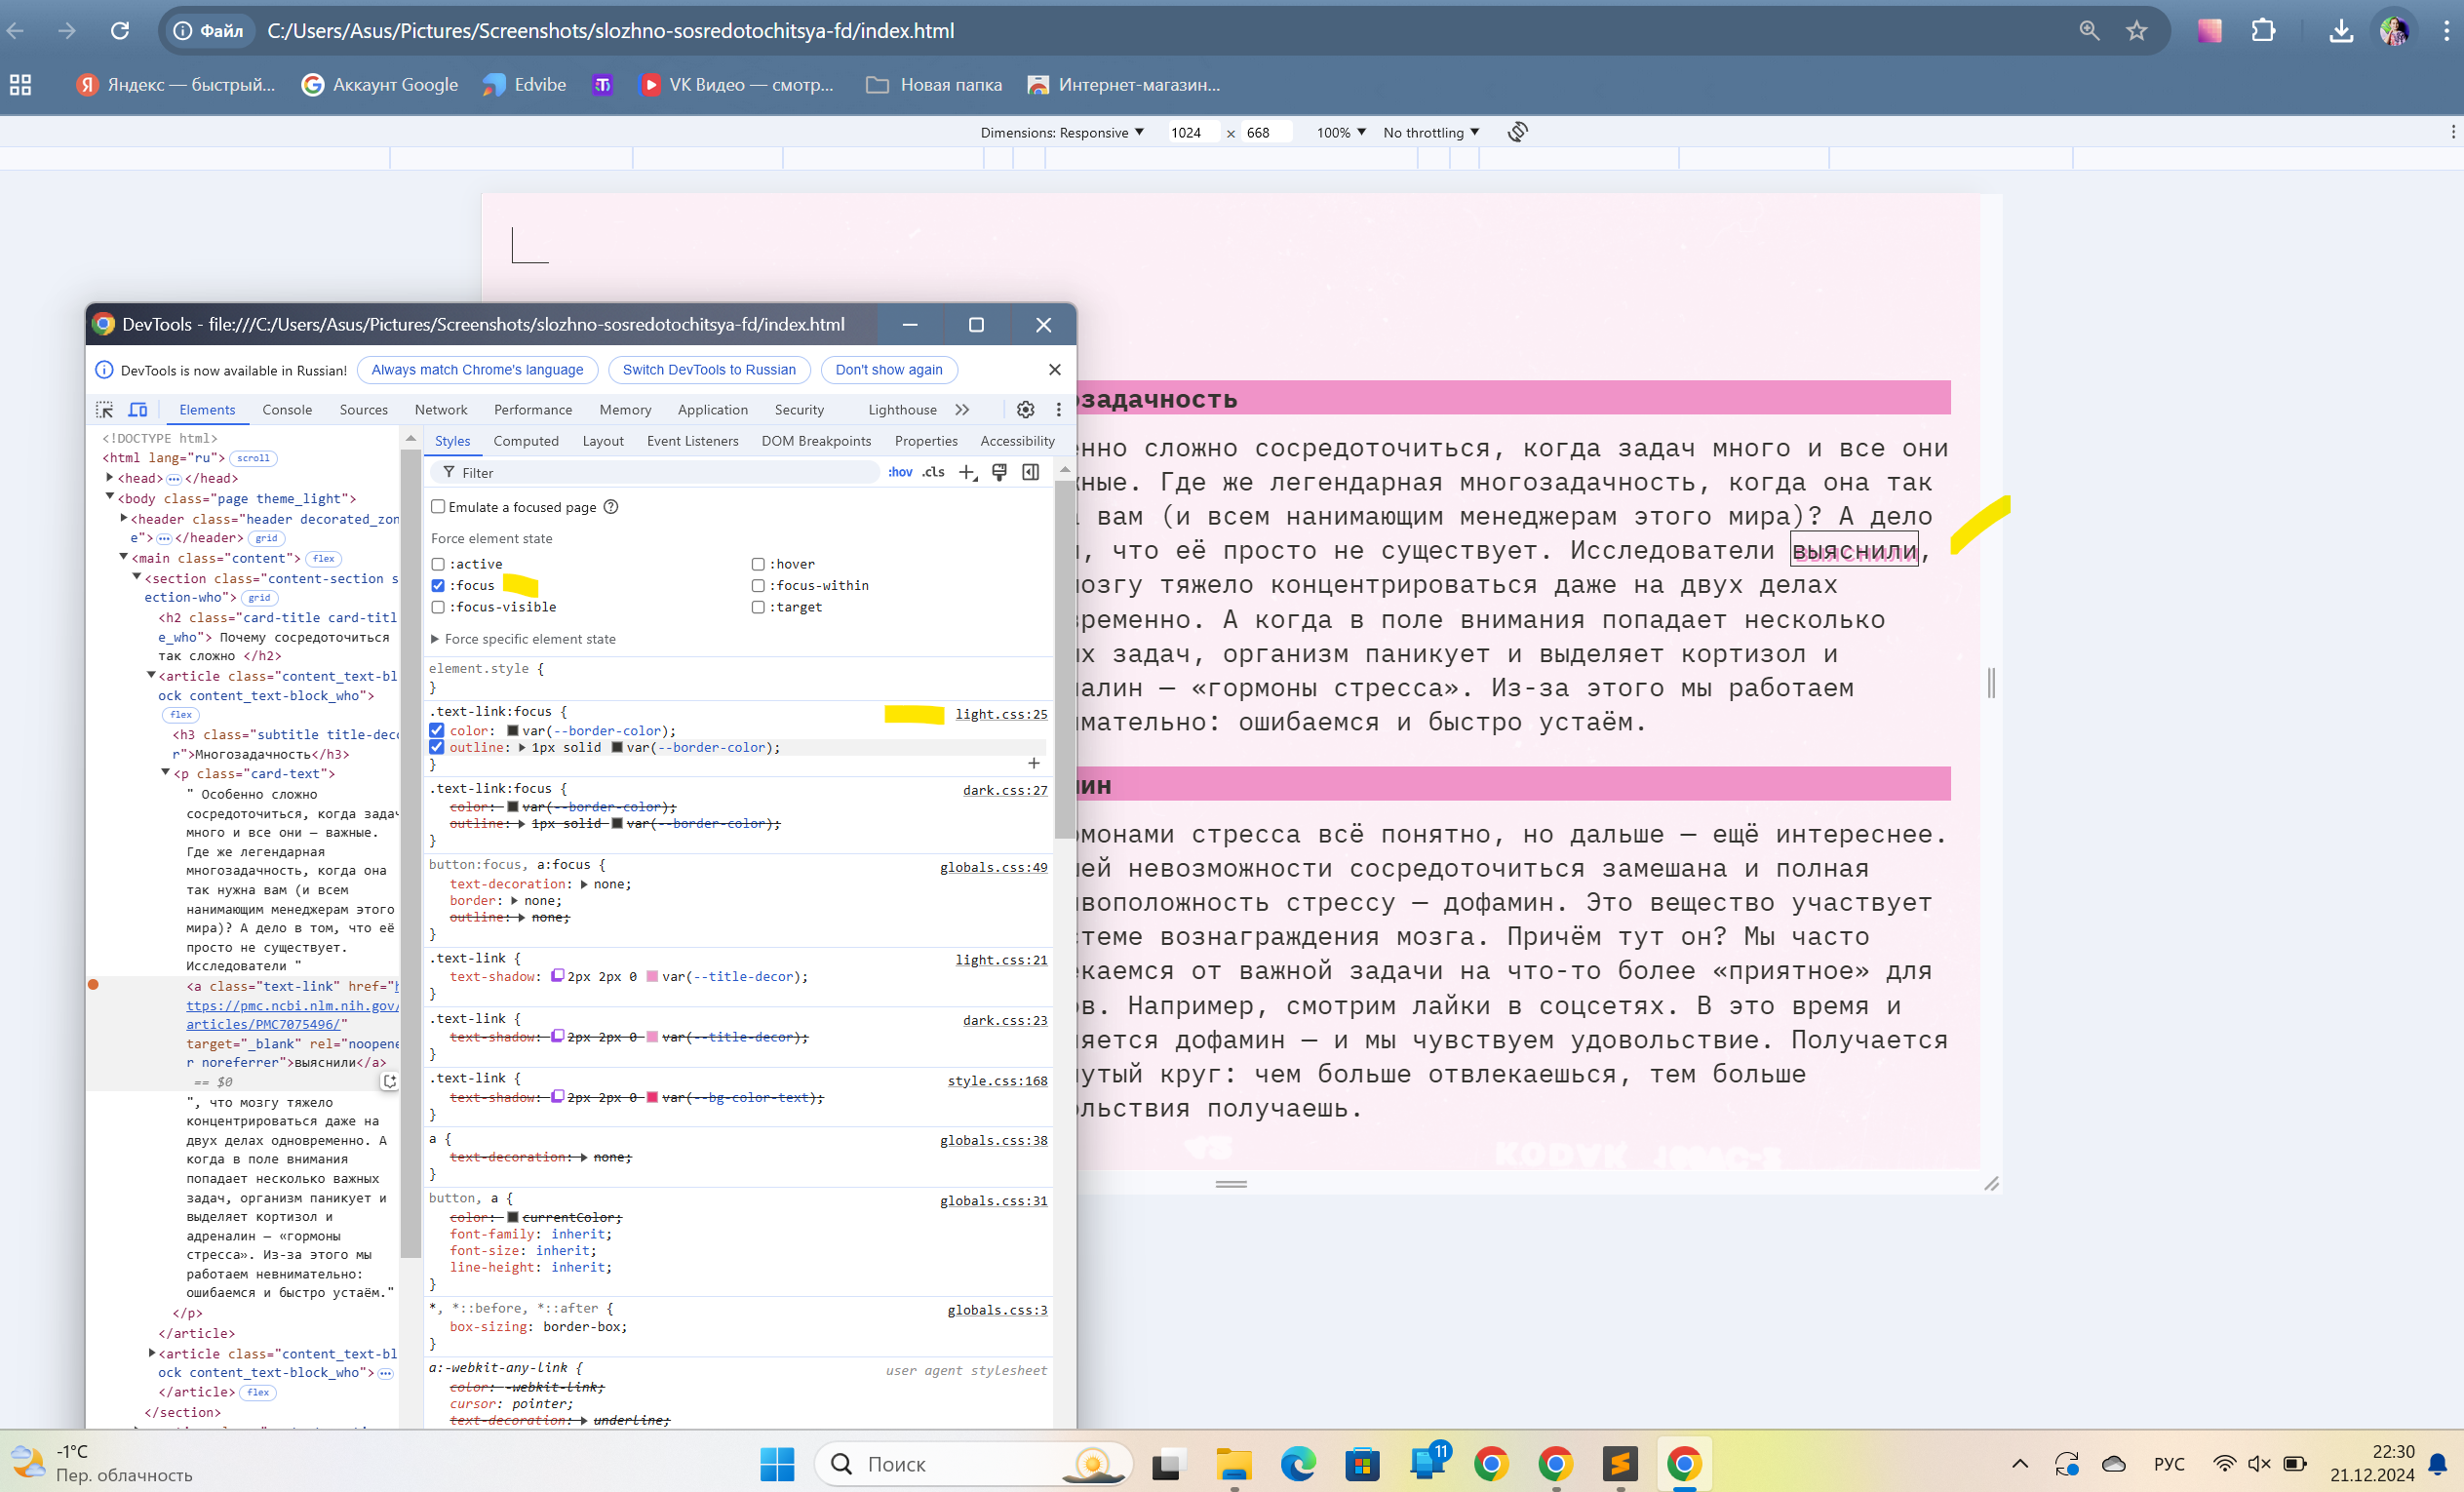 Файл
C:/Users/Asus/Pictures/Screenshots/slozhno-sosredotochitsya-fd/index.html
Яндекс — быстрый...
Аккаунт Google
Edvibe
VK Видео — смотр...
Новая папка
Интернет-магазин...
Dimensions: Responsive ▼ 1024 × 668 100% ▼ No throttling ▼
DevTools - file:///C:/Users/Asus/Pictures/Screenshots/slozhno-sosredotochitsya-fd/index.html
DevTools is now available in Russian! Always match Chrome's language Switch DevTools to Russian Don't show again
Elements Console Sources Network Performance Memory Application Security Lighthouse
<!DOCTYPE html>
<html lang="ru"> scroll
<head> </head>
<body class="page theme_light">
<header class="header decorated_zon
e"> </header> grid
<main class="content"> flex
<section class="content-section s
ection-who"> grid
<h2 class="card-title card-titl
e_who"> Почему сосредоточиться
так сложно </h2>
<article class="content_text-bl
ock content_text-block_who">
flex
<h3 class="subtitle title-deco
r">Многозадачность</h3>
<p class="card-text">
" Особенно сложно
сосредоточиться, когда задач
много и все они — важные.
Где же легендарная
многозадачность, когда она
так нужна вам (и всем
нанимающим менеджерам этого
мира)? А дело в том, что её
просто не существует.
Исследователи "
<a class="text-link" href="h
ttps://pmc.ncbi.nlm.nih.gov/
articles/PMC7075496/"
target="_blank" rel="noopene
r noreferrer">выяснили</a>
== $0
", что мозгу тяжело
концентрироваться даже на
двух делах одновременно. А
когда в поле внимания
попадает несколько важных
задач, организм паникует и
выделяет кортизол и
адреналин — «гормоны
стресса». Из-за этого мы
работаем невнимательно:
ошибаемся и быстро устаём."
</p>
</article>
<article class="content_text-bl
ock content_text-block_who">
</article> flex
</section>
Styles Computed Layout Event Listeners DOM Breakpoints Properties Accessibility
Filter :hov .cls
Emulate a focused page
Force element state
:active :hover
:focus :focus-within
:focus-visible :target
Force specific element state
element.style {
}
.text-link:focus { light.css:25
color: var(--border-color);
outline: 1px solid var(--border-color);
}
.text-link:focus { dark.css:27
color: var(--border-color);
outline: 1px solid var(--border-color);
}
button:focus, a:focus { globals.css:49
text-decoration: none;
border: none;
outline: none;
}
.text-link { light.css:21
text-shadow: 2px 2px 0 var(--title-decor);
}
.text-link { dark.css:23
text-shadow: 2px 2px 0 var(--title-decor);
}
.text-link { style.css:168
text-shadow: 2px 2px 0 var(--bg-color-text);
}
a { globals.css:38
text-decoration: none;
}
button, a { globals.css:31
color: currentColor;
font-family: inherit;
font-size: inherit;
line-height: inherit;
}
*, *::before, *::after { globals.css:3
box-sizing: border-box;
}
a:-webkit-any-link { user agent stylesheet
color: -webkit-link;
cursor: pointer;
text-decoration: underline;
озадачность
енно сложно сосредоточиться, когда задач много и все они
жные. Где же легендарная многозадачность, когда она так
вам (и всем нанимающим менеджерам этого мира)? А дело
, что её просто не существует. Исследователи выяснили,
мозгу тяжело концентрироваться даже на двух делах
временно. А когда в поле внимания попадает несколько
х задач, организм паникует и выделяет кортизол и
алин — «гормоны стресса». Из-за этого мы работаем
имательно: ошибаемся и быстро устаём.
мин
рмонами стресса всё понятно, но дальше — ещё интереснее.
ей невозможности сосредоточиться замешана и полная
ивоположность стрессу — дофамин. Это вещество участвует
стеме вознаграждения мозга. Причём тут он? Мы часто
екаемся от важной задачи на что-то более «приятное» для
ов. Например, смотрим лайки в соцсетях. В это время и
ляется дофамин — и мы чувствуем удовольствие. Получается
нутый круг: чем больше отвлекаешься, тем больше
ольствия получаешь.
-1°C
Пер. облачность
Поиск
11
РУС
22:30
21.12.2024